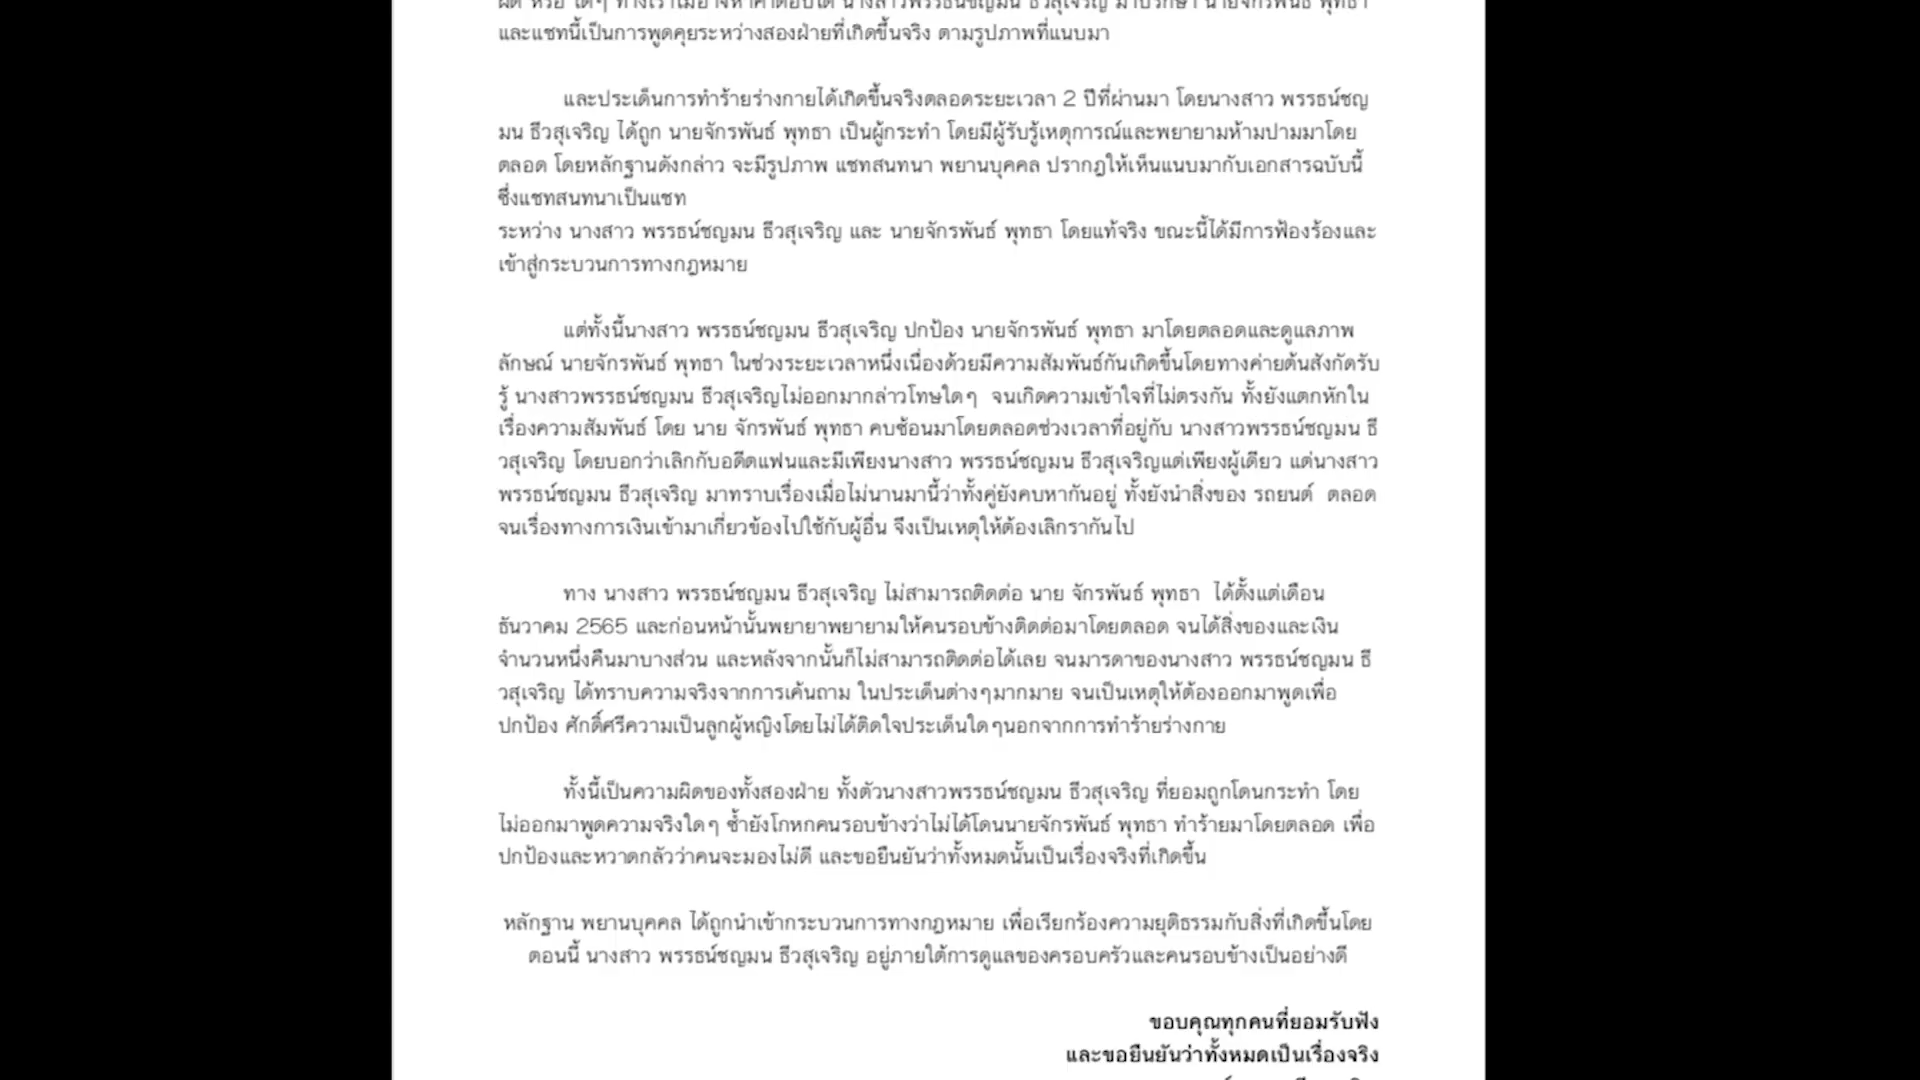 ผิด หรือ ใดๆ ทางเราไม่อาจหาคำตอบได้ นางสาวพรรธน์ชญมน ธีวสุเจริญ มาปรึกษา นายจักรพันธ์ พุทธา
และแชทนี้เป็นการพูดคุยระหว่างสองฝ่ายที่เกิดขึ้นจริง ตามรูปภาพที่แนบมา
และประเด็นการทำร้ายร่างกายได้เกิดขึ้นจริงตลอดระยะเวลา 2 ปีที่ผ่านมา โดยนางสาว พรรธน์ชญ
มน ธีวสุเจริญ ได้ถูก นายจักรพันธ์ พุทธา เป็นผู้กระทำ โดยมีผู้รับรู้เหตุการณ์และพยายามห้ามปามมาโดย
ตลอด โดยหลักฐานดังกล่าว จะมีรูปภาพ แชทสนทนา พยานบุคคล ปรากฎให้เห็นแนบมากับเอกสารฉบับนี้
ซึ่งแชทสนทนาเป็นแชท
ระหว่าง นางสาว พรรธน์ชญมน ธีวสุเจริญ และ นายจักรพันธ์ พุทธา โดยแท้จริง ขณะนี้ได้มีการฟ้องร้องและ
เข้าสู่กระบวนการทางกฎหมาย
แต่ทั้งนี้นางสาว พรรธน์ชญมน ธีวสุเจริญ ปกป้อง นายจักรพันธ์ พุทธา มาโดยตลอดและดูแลภาพ
ลักษณ์ นายจักรพันธ์ พุทธา ในช่วงระยะเวลาหนึ่งเนื่องด้วยมีความสัมพันธ์กันเกิดขึ้นโดยทางค่ายต้นสังกัดรับ
รู้ นางสาวพรรธน์ชญมน ธีวสุเจริญไม่ออกมากล่าวโทษใดๆ จนเกิดความเข้าใจที่ไม่ตรงกัน ทั้งยังแตกหักใน
เรื่องความสัมพันธ์ โดย นาย จักรพันธ์ พุทธา คบซ้อนมาโดยตลอดช่วงเวลาที่อยู่กับ นางสาวพรรธน์ชญมน ธี
วสุเจริญ โดยบอกว่าเลิกกับอดีตแฟนและมีเพียงนางสาว พรรธน์ชญมน ธีวสุเจริญแต่เพียงผู้เดียว แต่นางสาว
พรรธน์ชญมน ธีวสุเจริญ มาทราบเรื่องเมื่อไม่นานมานี้ว่าทั้งคู่ยังคบหากันอยู่ ทั้งยังนำสิ่งของ รถยนต์ ตลอด
จนเรื่องทางการเงินเข้ามาเกี่ยวข้องไปใช้กับผู้อื่น จึงเป็นเหตุให้ต้องเลิกรากันไป
ทาง นางสาว พรรธน์ชญมน ธีวสุเจริญ ไม่สามารถติดต่อ นาย จักรพันธ์ พุทธา ได้ตั้งแต่เดือน
ธันวาคม 2565 และก่อนหน้านั้นพยายาพยายามให้คนรอบข้างติดต่อมาโดยตลอด จนได้สิ่งของและเงิน
จำนวนหนึ่งคืนมาบางส่วน และหลังจากนั้นก็ไม่สามารถติดต่อได้เลย จนมารดาของนางสาว พรรธน์ชญมน ธี
วสุเจริญ ได้ทราบความจริงจากการเค้นถาม ในประเด็นต่างๆมากมาย จนเป็นเหตุให้ต้องออกมาพูดเพื่อ
ปกป้อง ศักดิ์ศรีความเป็นลูกผู้หญิงโดยไม่ได้ติดใจประเด็นใดๆนอกจากการทำร้ายร่างกาย
ทั้งนี้เป็นความผิดของทั้งสองฝ่าย ทั้งตัวนางสาวพรรธน์ชญมน ธีวสุเจริญ ที่ยอมถูกโดนกระทำ โดย
ไม่ออกมาพูดความจริงใดๆ ซ้ำยังโกหกคนรอบข้างว่าไม่ได้โดนนายจักรพันธ์ พุทธา ทำร้ายมาโดยตลอด เพื่อ
ปกป้องและหวาดกลัวว่าคนจะมองไม่ดี และขอยืนยันว่าทั้งหมดนั้นเป็นเรื่องจริงที่เกิดขึ้น
หลักฐาน พยานบุคคล ได้ถูกนำเข้ากระบวนการทางกฎหมาย เพื่อเรียกร้องความยุติธรรมกับสิ่งที่เกิดขึ้นโดย
ตอนนี้ นางสาว พรรธน์ชญมน ธีวสุเจริญ อยู่ภายใต้การดูแลของครอบครัวและคนรอบข้างเป็นอย่างดี
ขอบคุณทุกคนที่ยอมรับฟัง
และขอยืนยันว่าทั้งหมดเป็นเรื่องจริง